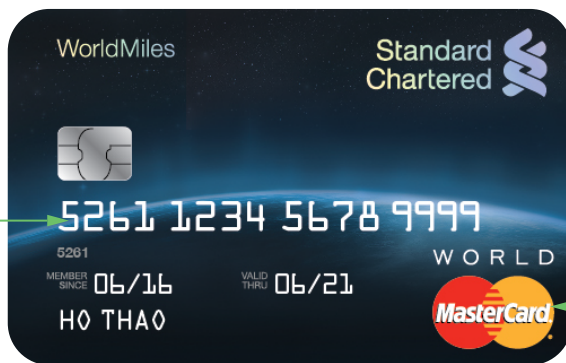 WorldMiles
Standard
Chartered
5261 1234 5678 9999
5261
MEMBER SINCE 06/16 VALID THRU 06/21
HO THAO
WORLD
MasterCard